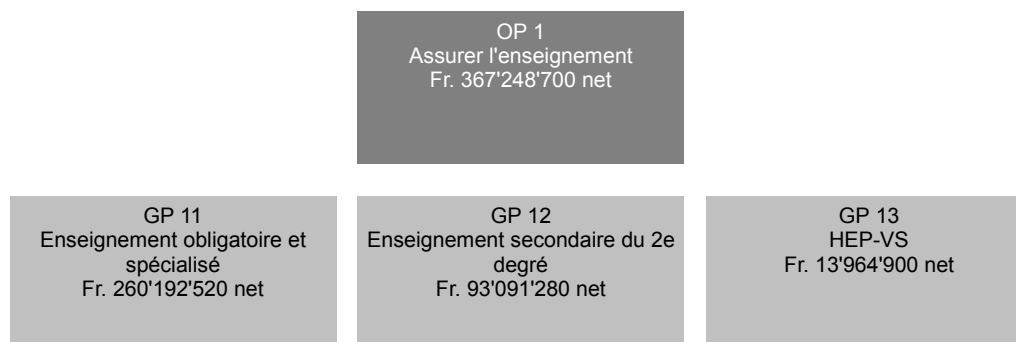 OP 1
Assurer l'enseignement
Fr. 367'248'700 net
GP 11
Enseignement obligatoire et
spécialisé
Fr. 260'192'520 net
GP 12
Enseignement secondaire du 2e
degré
Fr. 93'091'280 net
GP 13
HEP-VS
Fr. 13'964'900 net